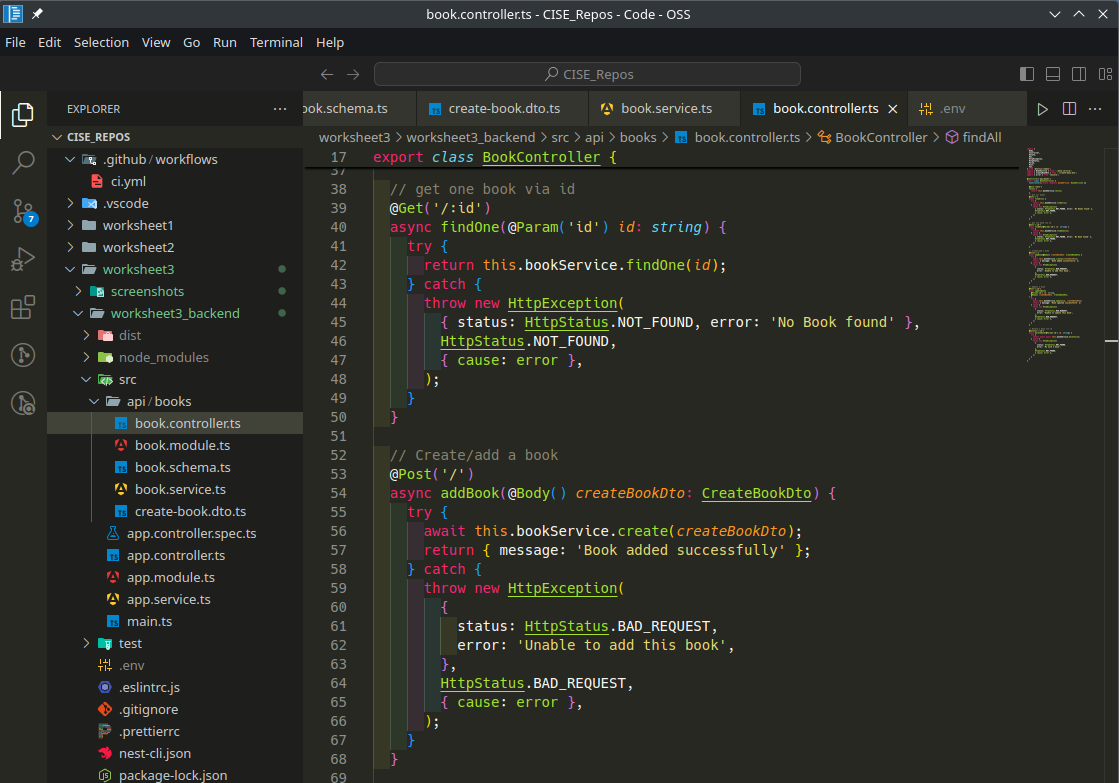 book.controller.ts - CISE_Repos - Code - OSS
File Edit Selection View Go Run Terminal Help
CISE_Repos
EXPLORER
CISE_REPOS
.github / workflows
ci.yml
.vscode
worksheet1
worksheet2
worksheet3
screenshots
worksheet3_backend
dist
node_modules
src
api / books
book.controller.ts
book.module.ts
book.schema.ts
book.service.ts
create-book.dto.ts
app.controller.spec.ts
app.controller.ts
app.module.ts
app.service.ts
main.ts
test
.env
.eslintrc.js
.gitignore
.prettierrc
nest-cli.json
package-lock.json
7
ook.schema.ts create-book.dto.ts book.service.ts book.controller.ts .env
worksheet3 > worksheet3_backend > src > api > books > book.controller.ts > BookController > findAll
17 export class BookController {
37
38 // get one book via id
39 @Get('/:id')
40 async findOne(@Param('id') id: string) {
41 try {
42 return this.bookService.findOne(id);
43 } catch {
44 throw new HttpException(
45 { status: HttpStatus.NOT_FOUND, error: 'No Book found' },
46 HttpStatus.NOT_FOUND,
47 { cause: error },
48 );
49 }
50 }
51
52 // Create/add a book
53 @Post('/')
54 async addBook(@Body() createBookDto: CreateBookDto) {
55 try {
56 await this.bookService.create(createBookDto);
57 return { message: 'Book added successfully' };
58 } catch {
59 throw new HttpException(
60 {
61 status: HttpStatus.BAD_REQUEST,
62 error: 'Unable to add this book',
63 },
64 HttpStatus.BAD_REQUEST,
65 { cause: error },
66 );
67 }
68 }
69